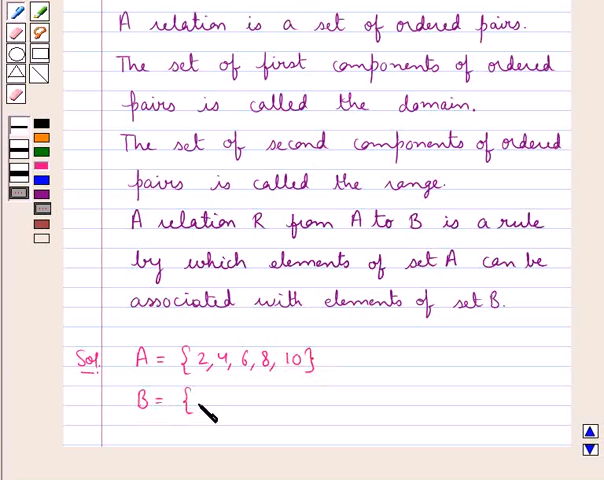 A relation is a set of ordered pairs.
The set of first components of ordered
pairs is called the domain.
The set of second components of ordered
pairs is called the range.
A relation R from A to B is a rule
by which elements of set A can be
associated with elements of set B.
Sol. A = {2,4,6,8,10}
B = {